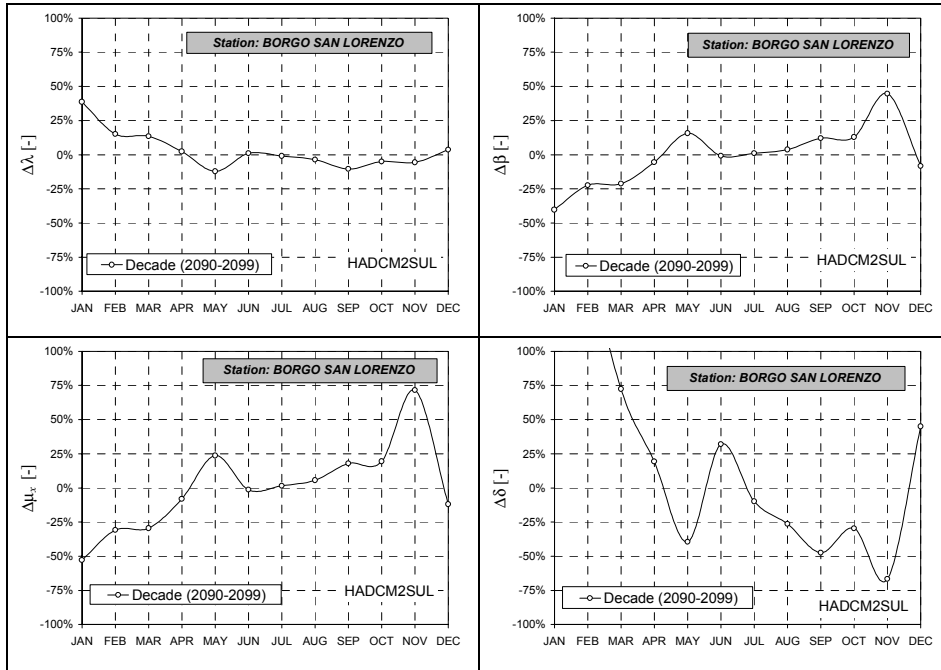 100%
75%
50%
25%
0%
-25%
-50%
-75%
-100%
Δλ [-]
Station: BORGO SAN LORENZO
Decade (2090-2099)
HADCM2SUL
JAN FEB MAR APR MAY JUN JUL AUG SEP OCT NOV DEC
100%
75%
50%
25%
0%
-25%
-50%
-75%
-100%
Δβ [-]
Station: BORGO SAN LORENZO
Decade (2090-2099)
HADCM2SUL
JAN FEB MAR APR MAY JUN JUL AUG SEP OCT NOV DEC
100%
75%
50%
25%
0%
-25%
-50%
-75%
-100%
Δμx [-]
Station: BORGO SAN LORENZO
Decade (2090-2099)
HADCM2SUL
JAN FEB MAR APR MAY JUN JUL AUG SEP OCT NOV DEC
100%
75%
50%
25%
0%
-25%
-50%
-75%
-100%
Δδ [-]
Station: BORGO SAN LORENZO
Decade (2090-2099)
HADCM2SUL
JAN FEB MAR APR MAY JUN JUL AUG SEP OCT NOV DEC